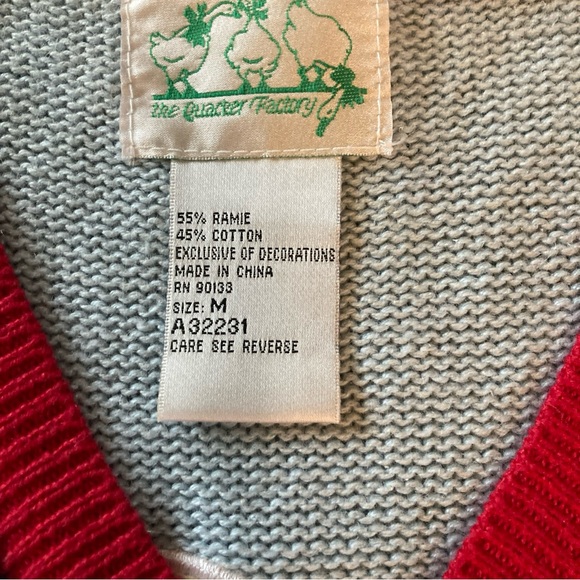 the Quacker Factory
55% RAMIE
45% COTTON
EXCLUSIVE OF DECORATIONS
MADE IN CHINA
RN 90133
SIZE: M
A32231
CARE SEE REVERSE